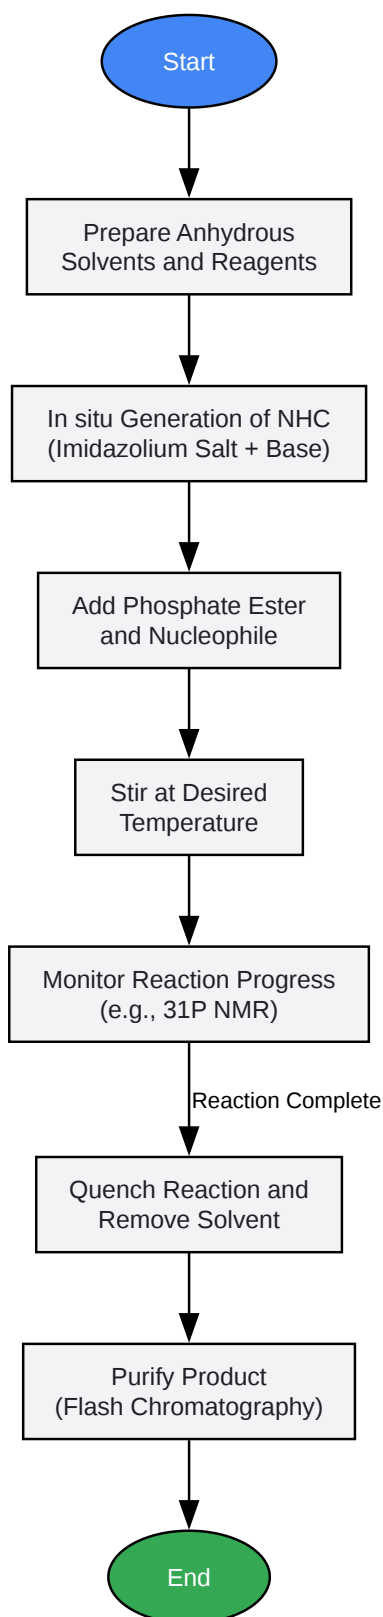 Start
Prepare Anhydrous
Solvents and Reagents
In situ Generation of NHC
(Imidazolium Salt + Base)
Add Phosphate Ester
and Nucleophile
Stir at Desired
Temperature
Monitor Reaction Progress
(e.g., 31P NMR)
Reaction Complete
Quench Reaction and
Remove Solvent
Purify Product
(Flash Chromatography)
End